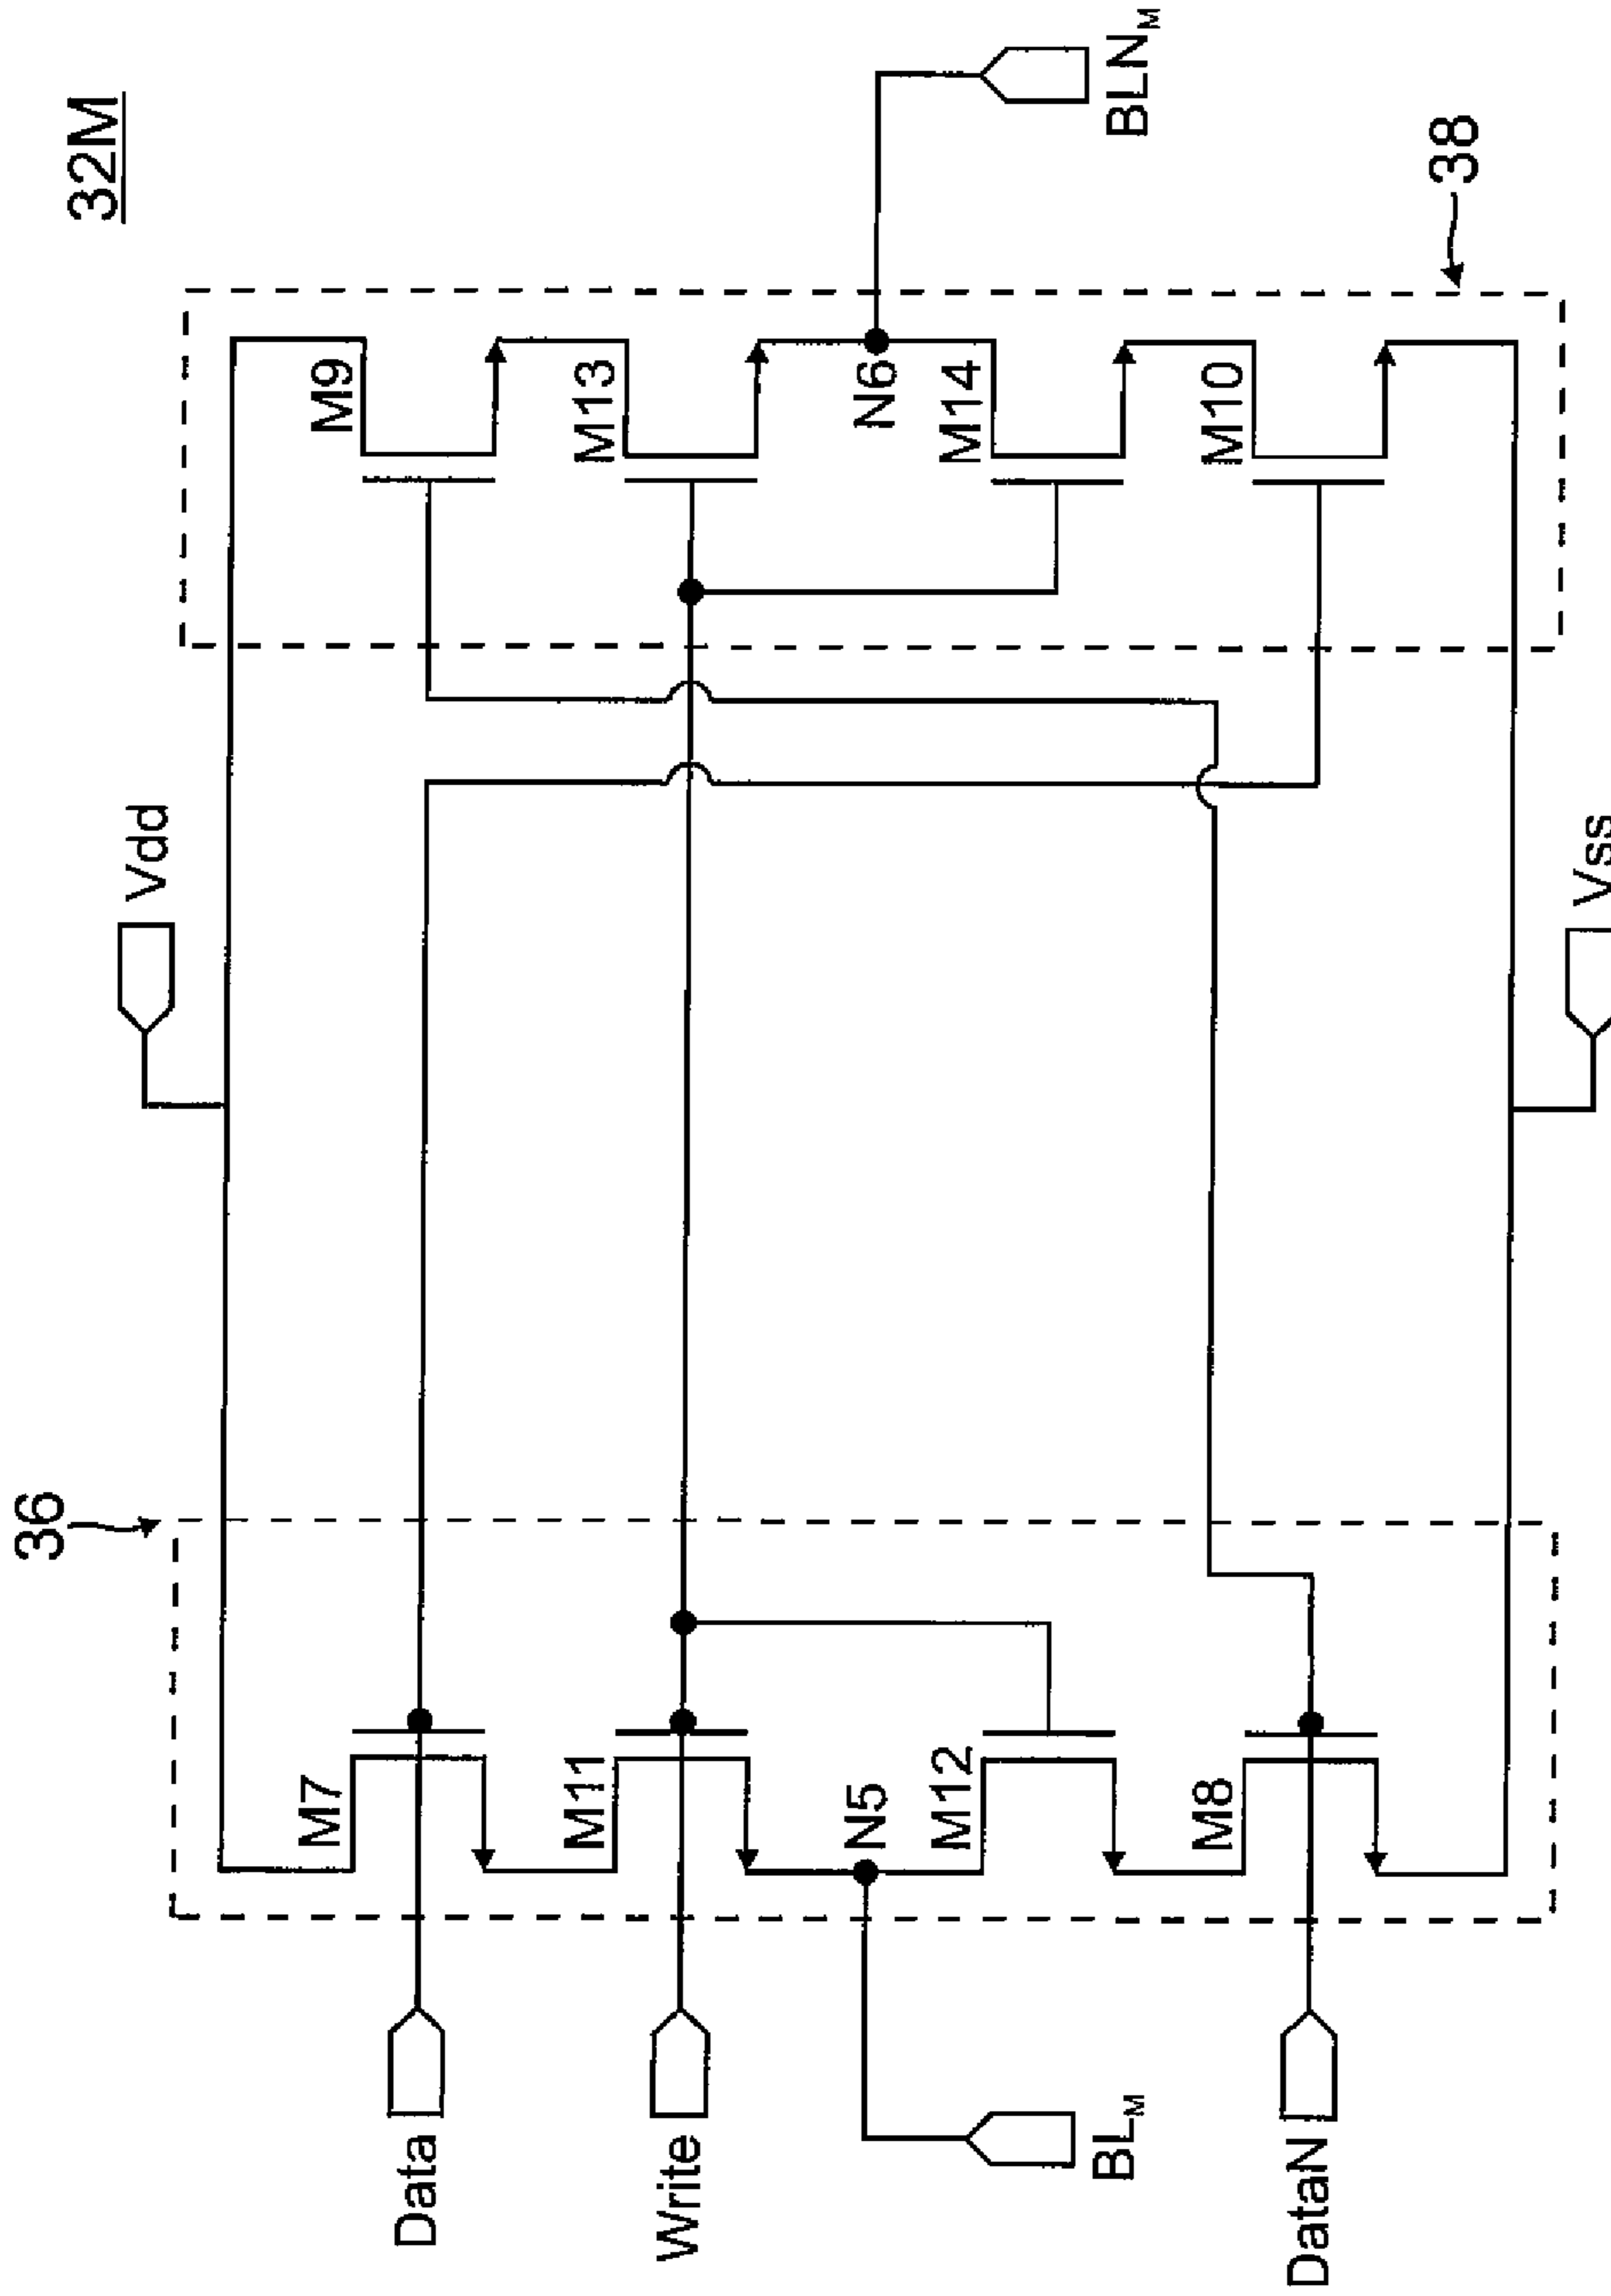 32M
36
38
Vdd
Vss
Data
Write
DataN
BL_M
BLN_M
M7
M11
N5
M12
M8
M9
M13
N6
M14
M10